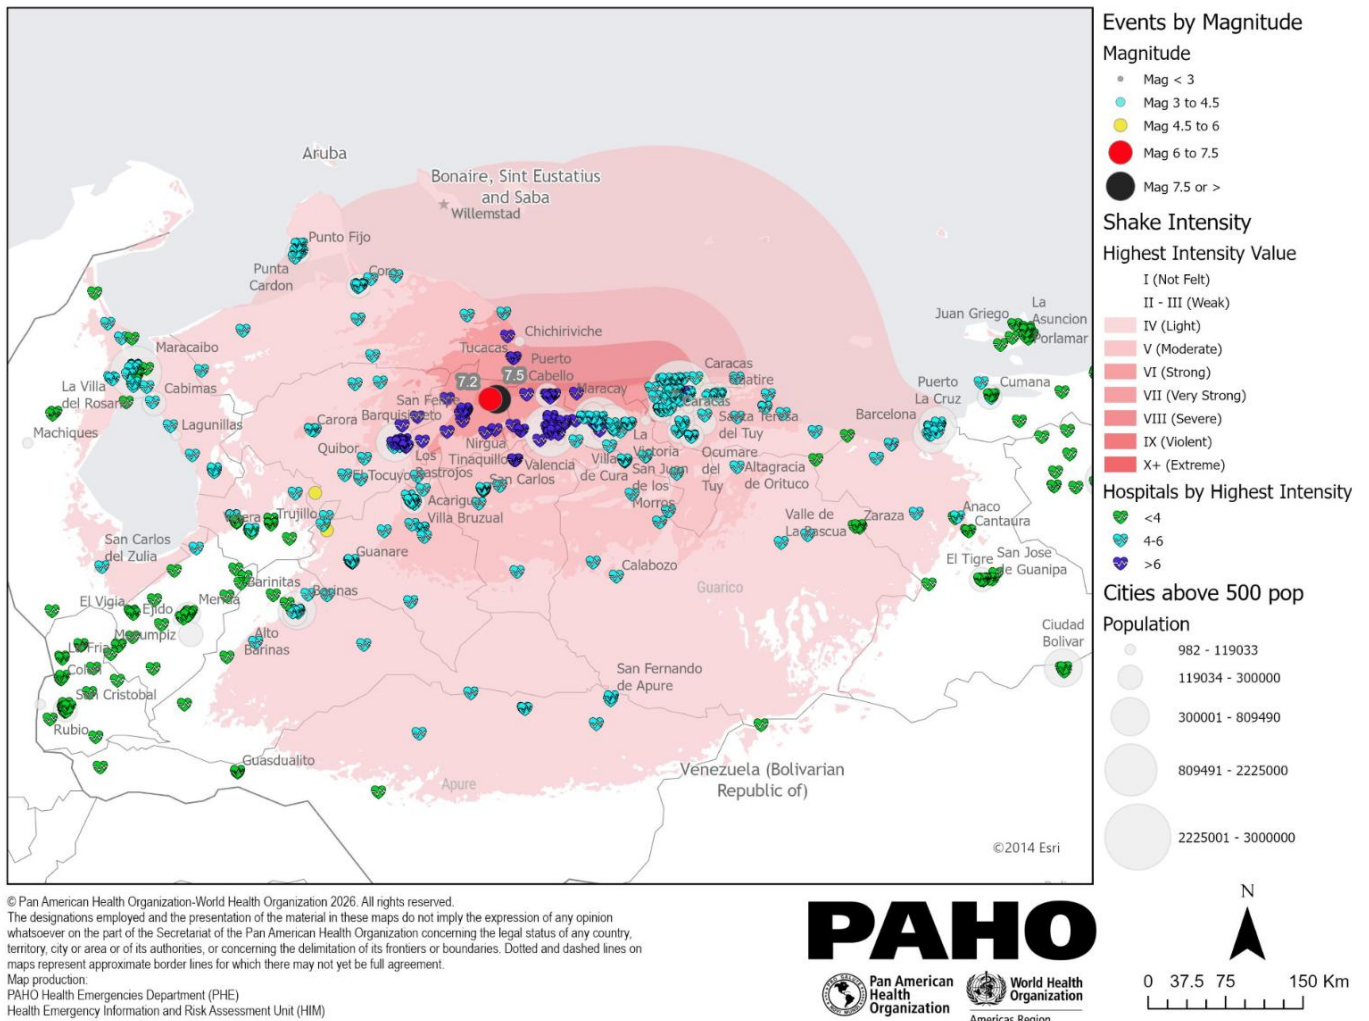 Aruba
Bonaire, Sint Eustatius
and Saba
Willemstad
Punto Fijo
Punta
Cardon
Coro
Chichiriviche
Tucacas
Puerto
Cabello
7.2
7.5
Maracaibo
La Villa
del Rosario
Cabimas
Machiques
Lagunillas
Carora
San Felipe
Barquisimeto
Quibor
El Tocuyo
Los
Rastrojos
Nirgua
Tinaquillo
Valencia
San Carlos
Maracay
Caracas
Guatire
Caracas
Santa Teresa
del Tuy
La
Victoria
Villa
de Cura
Ocumare
del
Tuy
San Juan
de los
Morros
Altagracia
de Orituco
Juan Griego
La
Asuncion
Porlamar
Puerto
La Cruz
Cumana
Barcelona
Acarigua
Villa Bruzual
Trujillo
San Carlos
del Zulia
Guanare
Valle de
La Pascua
Zaraza
Anaco
Cantaura
El Tigre
San Jose
de Guanipa
Calabozo
Guarico
Barinitas
Barinas
El Vigia
Ejido
Merida
Alto
Barinas
La Fria
San Cristobal
Rubio
Guasdualito
Apure
San Fernando
de Apure
Ciudad
Bolivar
Venezuela (Bolivarian
Republic of)
©2014 Esri
Events by Magnitude
Magnitude
Mag < 3
Mag 3 to 4.5
Mag 4.5 to 6
Mag 6 to 7.5
Mag 7.5 or >
Shake Intensity
Highest Intensity Value
I (Not Felt)
II - III (Weak)
IV (Light)
V (Moderate)
VI (Strong)
VII (Very Strong)
VIII (Severe)
IX (Violent)
X+ (Extreme)
Hospitals by Highest Intensity
<4
4-6
>6
Cities above 500 pop
Population
982 - 119033
119034 - 300000
300001 - 809490
809491 - 2225000
2225001 - 3000000
© Pan American Health Organization-World Health Organization 2026. All rights reserved.
The designations employed and the presentation of the material in these maps do not imply the expression of any opinion
whatsoever on the part of the Secretariat of the Pan American Health Organization concerning the legal status of any country,
territory, city or area or of its authorities, or concerning the delimitation of its frontiers or boundaries. Dotted and dashed lines on
maps represent approximate border lines for which there may not yet be full agreement.
Map production:
PAHO Health Emergencies Department (PHE)
Health Emergency Information and Risk Assessment Unit (HIM)
PAHO
Pan American
Health
Organization
World Health
Organization
Americas Region
N
0 37.5 75 150 Km